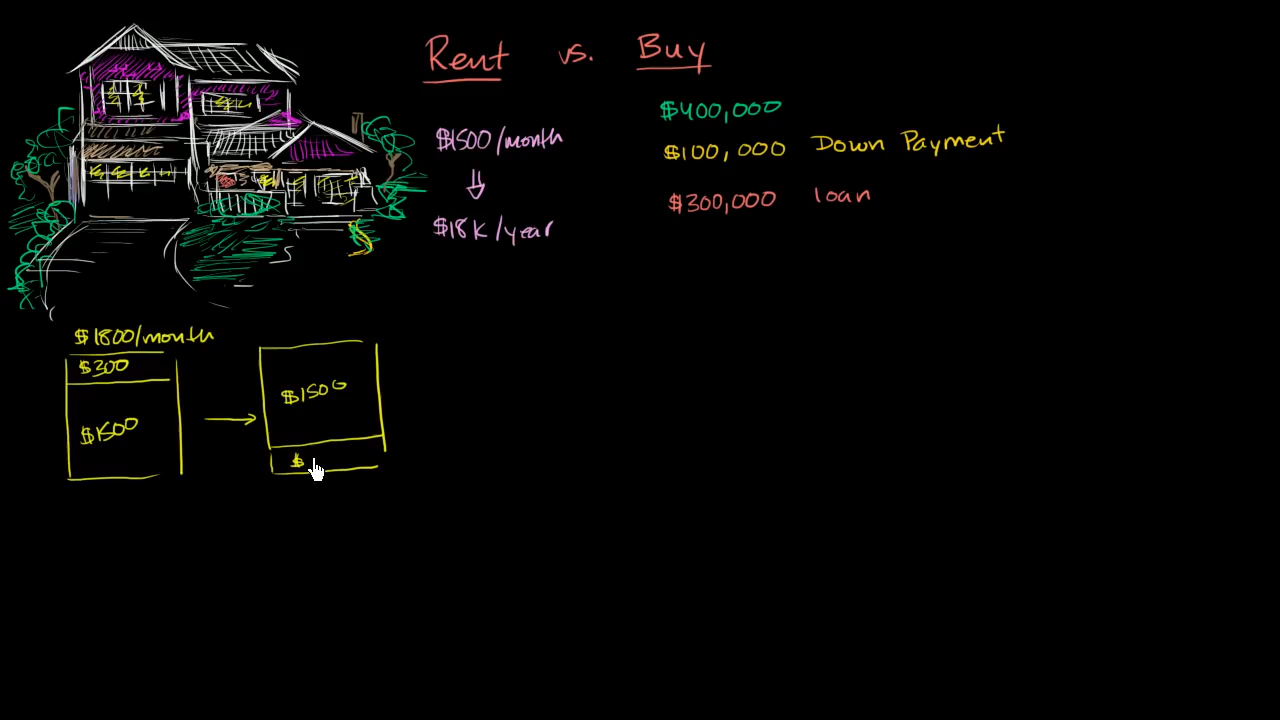 Rent vs. Buy
$400,000
$1500/month
$100,000 Down Payment
$300,000 loan
$18K/year
$1800/month
$300
$1500
$1500
$